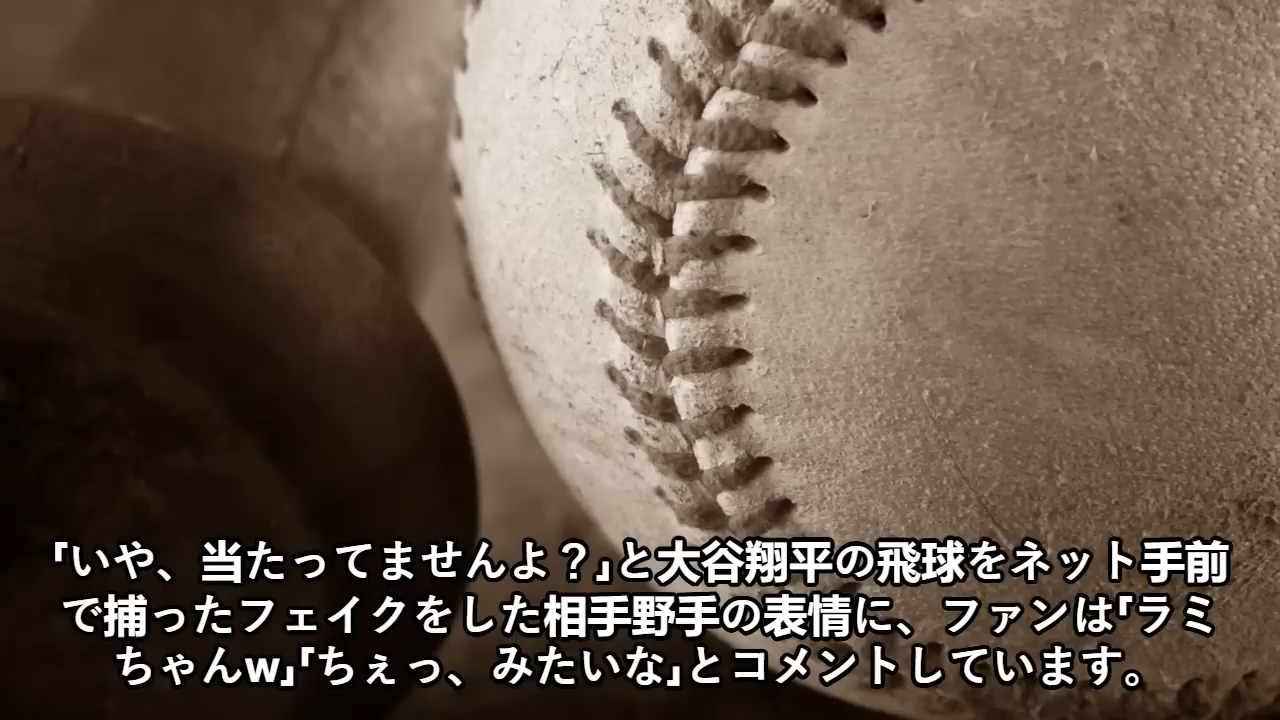 「いや、当たってませんよ？」と大谷翔平の飛球をネット手前
で捕ったフェイクをした相手野手の表情に、ファンは「ラミ
ちゃんw」「ちぇっ、みたいな」とコメントしています。